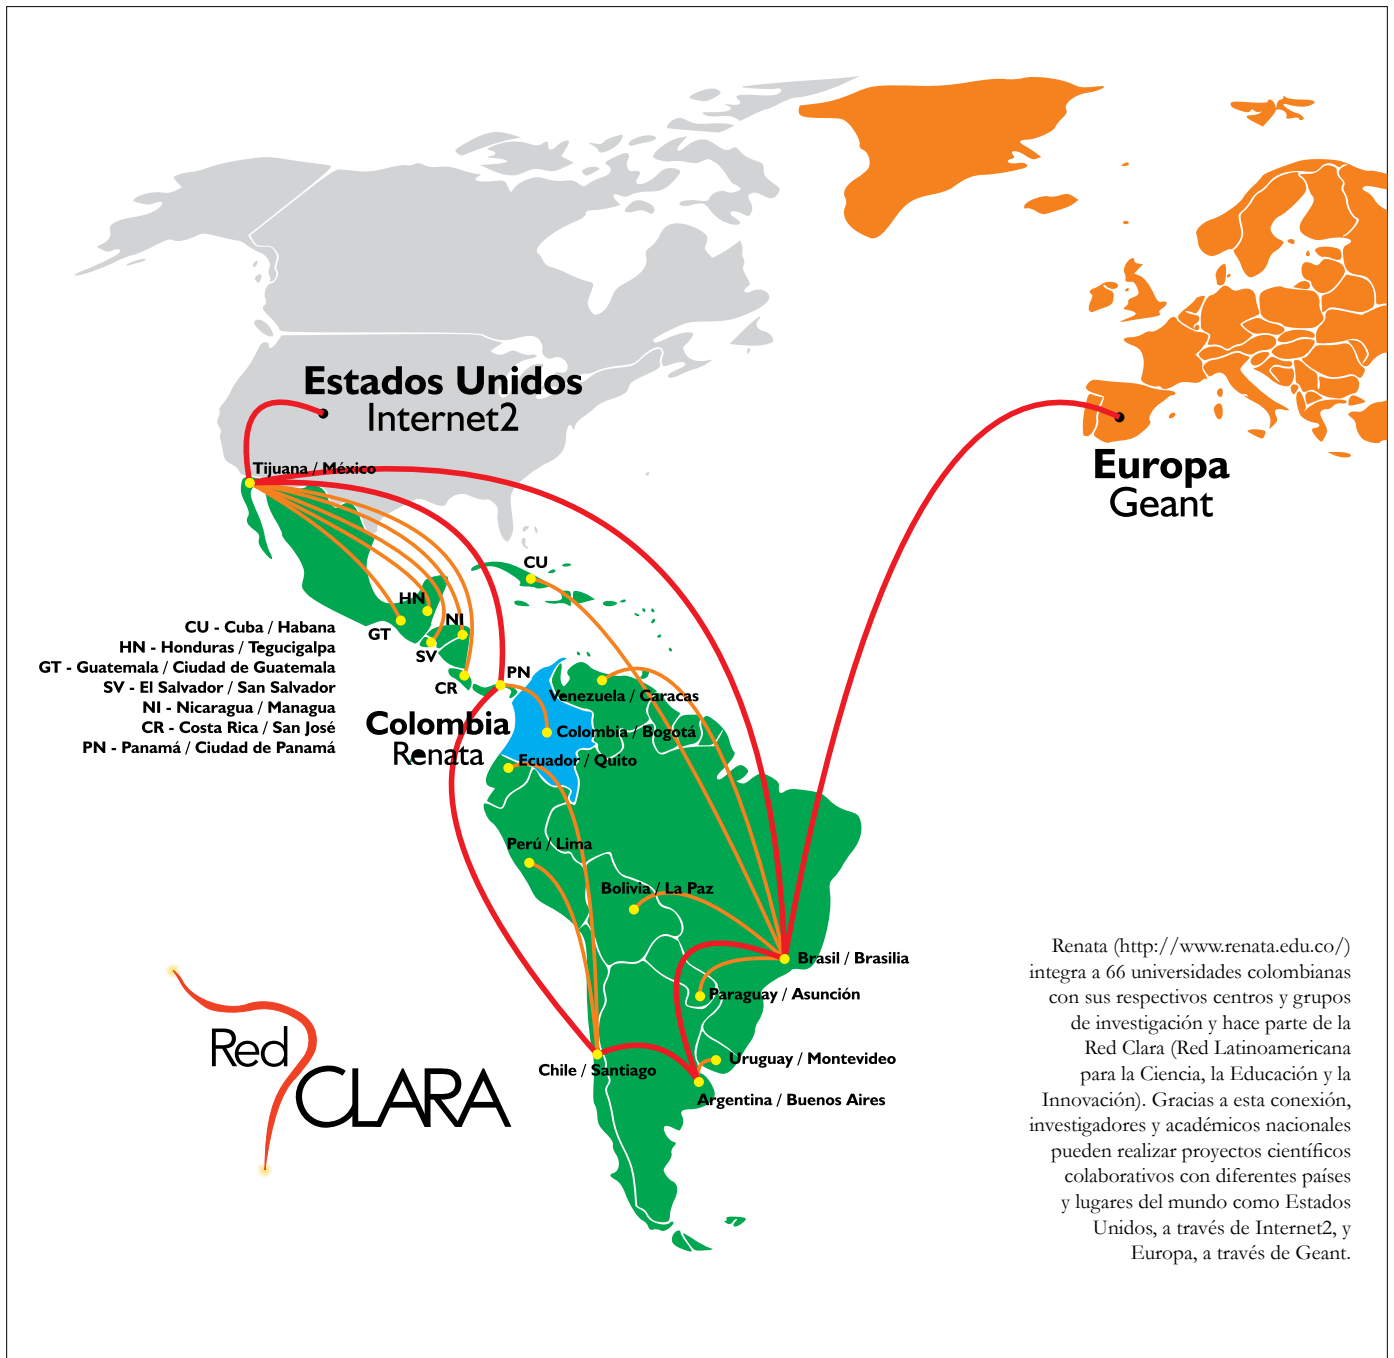 Estados Unidos
Internet2
Tijuana / México
Europa
Geant
CU
HN
NI
GT
SV
PN
CR
CU - Cuba / Habana
HN - Honduras / Tegucigalpa
GT - Guatemala / Ciudad de Guatemala
SV - El Salvador / San Salvador
NI - Nicaragua / Managua
CR - Costa Rica / San José
PN - Panamá / Ciudad de Panamá
Colombia
Renata
Venezuela / Caracas
Colombia / Bogotá
Ecuador / Quito
Perú / Lima
Bolivia / La Paz
Brasil / Brasilia
Paraguay / Asunción
Uruguay / Montevideo
Chile / Santiago
Argentina / Buenos Aires
Red
CLARA
Renata (http://www.renata.edu.co/)
integra a 66 universidades colombianas
con sus respectivos centros y grupos
de investigación y hace parte de la
Red Clara (Red Latinoamericana
para la Ciencia, la Educación y la
Innovación). Gracias a esta conexión,
investigadores y académicos nacionales
pueden realizar proyectos científicos
colaborativos con diferentes países
y lugares del mundo como Estados
Unidos, a través de Internet2, y
Europa, a través de Geant.